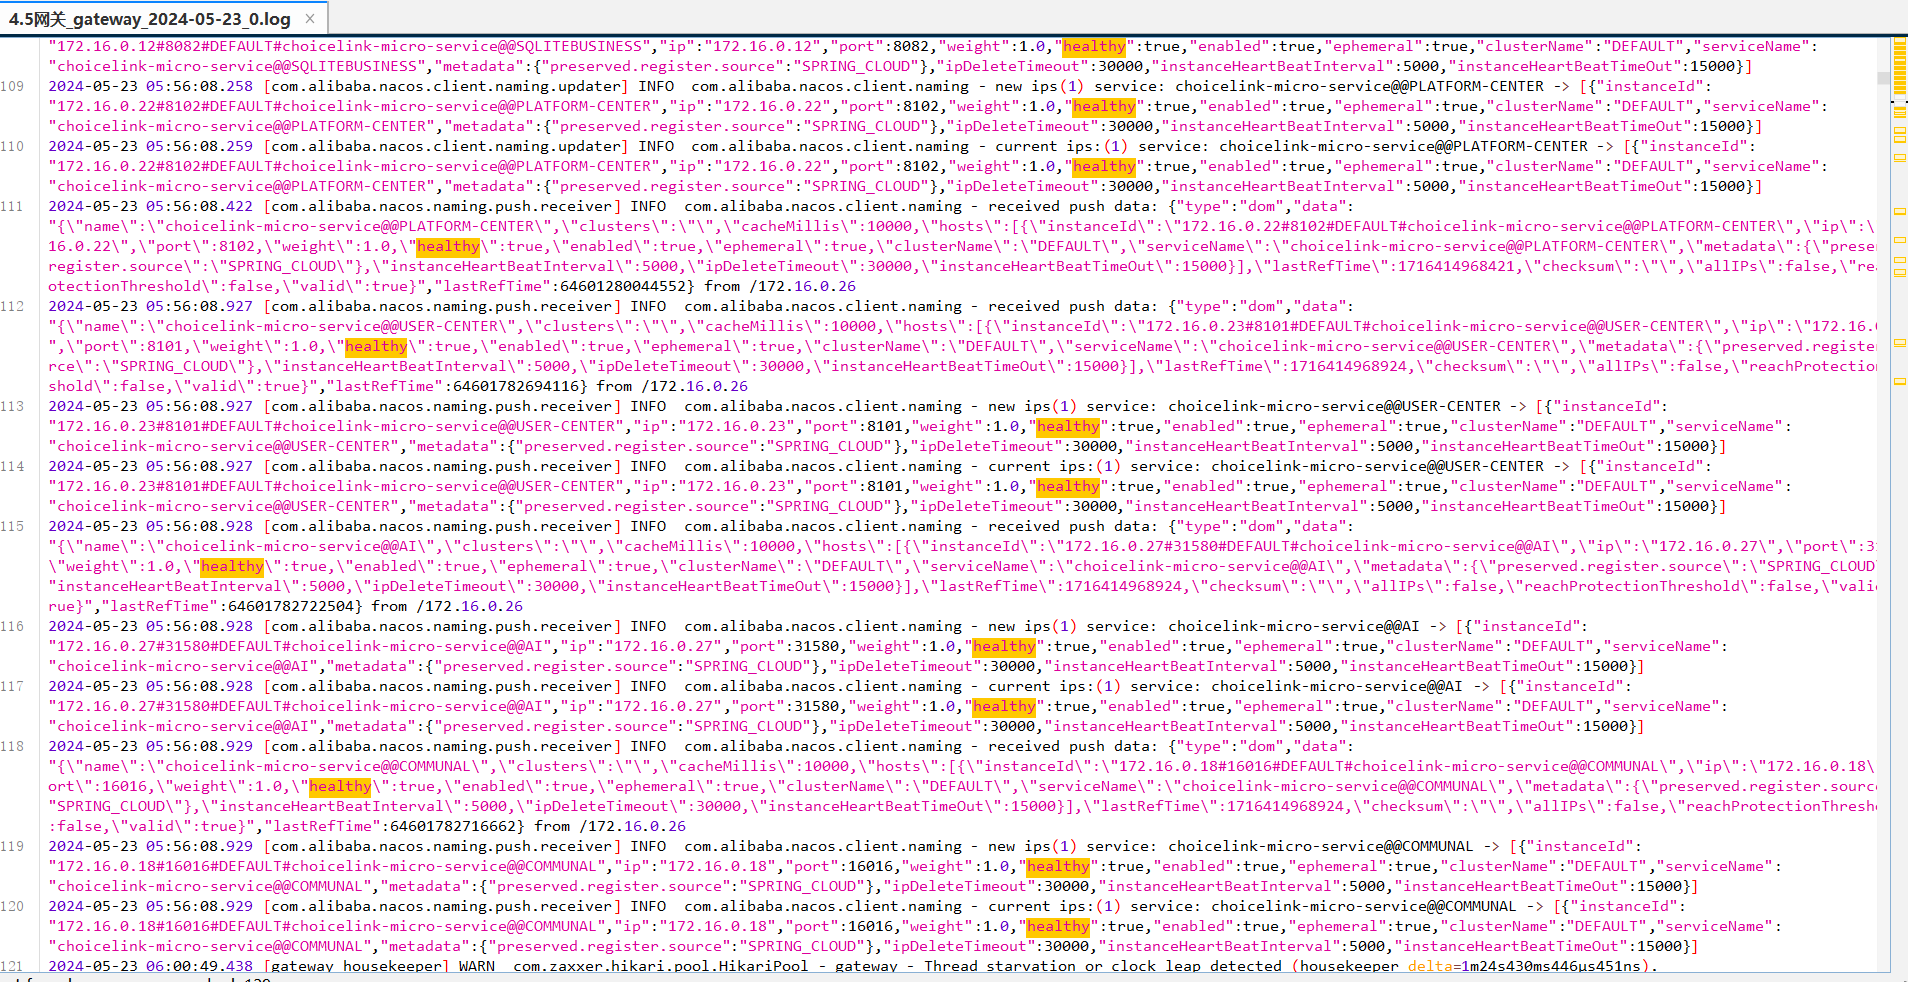 4.5网关_gateway_2024-05-23_0.log ×
"172.16.0.12#8082#DEFAULT#choicelink-micro-service@@SQLITEBUSINESS","ip":"172.16.0.12","port":8082,"weight":1.0,"healthy":true,"enabled":true,"ephemeral":true,"clusterName":"DEFAULT","serviceName":
"choicelink-micro-service@@SQLITEBUSINESS","metadata":{"preserved.register.source":"SPRING_CLOUD"},"ipDeleteTimeout":30000,"instanceHeartBeatInterval":5000,"instanceHeartBeatTimeOut":15000}]
109 2024-05-23 05:56:08.258 [com.alibaba.nacos.client.naming.updater] INFO  com.alibaba.nacos.client.naming - new ips(1) service: choicelink-micro-service@@PLATFORM-CENTER -> [{"instanceId":
"172.16.0.22#8102#DEFAULT#choicelink-micro-service@@PLATFORM-CENTER","ip":"172.16.0.22","port":8102,"weight":1.0,"healthy":true,"enabled":true,"ephemeral":true,"clusterName":"DEFAULT","serviceName":
"choicelink-micro-service@@PLATFORM-CENTER","metadata":{"preserved.register.source":"SPRING_CLOUD"},"ipDeleteTimeout":30000,"instanceHeartBeatInterval":5000,"instanceHeartBeatTimeOut":15000}]
110 2024-05-23 05:56:08.259 [com.alibaba.nacos.client.naming.updater] INFO  com.alibaba.nacos.client.naming - current ips:(1) service: choicelink-micro-service@@PLATFORM-CENTER -> [{"instanceId":
"172.16.0.22#8102#DEFAULT#choicelink-micro-service@@PLATFORM-CENTER","ip":"172.16.0.22","port":8102,"weight":1.0,"healthy":true,"enabled":true,"ephemeral":true,"clusterName":"DEFAULT","serviceName":
"choicelink-micro-service@@PLATFORM-CENTER","metadata":{"preserved.register.source":"SPRING_CLOUD"},"ipDeleteTimeout":30000,"instanceHeartBeatInterval":5000,"instanceHeartBeatTimeOut":15000}]
111 2024-05-23 05:56:08.422 [com.alibaba.nacos.naming.push.receiver] INFO  com.alibaba.nacos.client.naming - received push data: {"type":"dom","data":
"{\"name\":\"choicelink-micro-service@@PLATFORM-CENTER\",\"clusters\":\"\",\"cacheMillis\":10000,\"hosts\":[{\"instanceId\":\"172.16.0.22#8102#DEFAULT#choicelink-micro-service@@PLATFORM-CENTER\",\"ip\":\
16.0.22\",\"port\":8102,\"weight\":1.0,\"healthy\":true,\"enabled\":true,\"ephemeral\":true,\"clusterName\":\"DEFAULT\",\"serviceName\":\"choicelink-micro-service@@PLATFORM-CENTER\",\"metadata\":{\"prese
register.source\":\"SPRING_CLOUD\"},\"instanceHeartBeatInterval\":5000,\"ipDeleteTimeout\":30000,\"instanceHeartBeatTimeOut\":15000}],\"lastRefTime\":1716414968421,\"checksum\":\"\",\"allIPs\":false,\"rea
otectionThreshold\":false,\"valid\":true}","lastRefTime":64601280044552} from /172.16.0.26
112 2024-05-23 05:56:08.927 [com.alibaba.nacos.naming.push.receiver] INFO  com.alibaba.nacos.client.naming - received push data: {"type":"dom","data":
"{\"name\":\"choicelink-micro-service@@USER-CENTER\",\"clusters\":\"\",\"cacheMillis\":10000,\"hosts\":[{\"instanceId\":\"172.16.0.23#8101#DEFAULT#choicelink-micro-service@@USER-CENTER\",\"ip\":\"172.16.0
",\"port\":8101,\"weight\":1.0,\"healthy\":true,\"enabled\":true,\"ephemeral\":true,\"clusterName\":\"DEFAULT\",\"serviceName\":\"choicelink-micro-service@@USER-CENTER\",\"metadata\":{\"preserved.register
rce\":\"SPRING_CLOUD\"},\"instanceHeartBeatInterval\":5000,\"ipDeleteTimeout\":30000,\"instanceHeartBeatTimeOut\":15000}],\"lastRefTime\":1716414968924,\"checksum\":\"\",\"allIPs\":false,\"reachProtection
shold\":false,\"valid\":true}","lastRefTime":64601782694116} from /172.16.0.26
113 2024-05-23 05:56:08.927 [com.alibaba.nacos.naming.push.receiver] INFO  com.alibaba.nacos.client.naming - new ips(1) service: choicelink-micro-service@@USER-CENTER -> [{"instanceId":
"172.16.0.23#8101#DEFAULT#choicelink-micro-service@@USER-CENTER","ip":"172.16.0.23","port":8101,"weight":1.0,"healthy":true,"enabled":true,"ephemeral":true,"clusterName":"DEFAULT","serviceName":
"choicelink-micro-service@@USER-CENTER","metadata":{"preserved.register.source":"SPRING_CLOUD"},"ipDeleteTimeout":30000,"instanceHeartBeatInterval":5000,"instanceHeartBeatTimeOut":15000}]
114 2024-05-23 05:56:08.927 [com.alibaba.nacos.naming.push.receiver] INFO  com.alibaba.nacos.client.naming - current ips:(1) service: choicelink-micro-service@@USER-CENTER -> [{"instanceId":
"172.16.0.23#8101#DEFAULT#choicelink-micro-service@@USER-CENTER","ip":"172.16.0.23","port":8101,"weight":1.0,"healthy":true,"enabled":true,"ephemeral":true,"clusterName":"DEFAULT","serviceName":
"choicelink-micro-service@@USER-CENTER","metadata":{"preserved.register.source":"SPRING_CLOUD"},"ipDeleteTimeout":30000,"instanceHeartBeatInterval":5000,"instanceHeartBeatTimeOut":15000}]
115 2024-05-23 05:56:08.928 [com.alibaba.nacos.naming.push.receiver] INFO  com.alibaba.nacos.client.naming - received push data: {"type":"dom","data":
"{\"name\":\"choicelink-micro-service@@AI\",\"clusters\":\"\",\"cacheMillis\":10000,\"hosts\":[{\"instanceId\":\"172.16.0.27#31580#DEFAULT#choicelink-micro-service@@AI\",\"ip\":\"172.16.0.27\",\"port\":3
\"weight\":1.0,\"healthy\":true,\"enabled\":true,\"ephemeral\":true,\"clusterName\":\"DEFAULT\",\"serviceName\":\"choicelink-micro-service@@AI\",\"metadata\":{\"preserved.register.source\":\"SPRING_CLOUD
"instanceHeartBeatInterval\":5000,\"ipDeleteTimeout\":30000,\"instanceHeartBeatTimeOut\":15000}],\"lastRefTime\":1716414968924,\"checksum\":\"\",\"allIPs\":false,\"reachProtectionThreshold\":false,\"vali
rue}","lastRefTime":64601782722504} from /172.16.0.26
116 2024-05-23 05:56:08.928 [com.alibaba.nacos.naming.push.receiver] INFO  com.alibaba.nacos.client.naming - new ips(1) service: choicelink-micro-service@@AI -> [{"instanceId":
"172.16.0.27#31580#DEFAULT#choicelink-micro-service@@AI","ip":"172.16.0.27","port":31580,"weight":1.0,"healthy":true,"enabled":true,"ephemeral":true,"clusterName":"DEFAULT","serviceName":
"choicelink-micro-service@@AI","metadata":{"preserved.register.source":"SPRING_CLOUD"},"ipDeleteTimeout":30000,"instanceHeartBeatInterval":5000,"instanceHeartBeatTimeOut":15000}]
117 2024-05-23 05:56:08.928 [com.alibaba.nacos.naming.push.receiver] INFO  com.alibaba.nacos.client.naming - current ips:(1) service: choicelink-micro-service@@AI -> [{"instanceId":
"172.16.0.27#31580#DEFAULT#choicelink-micro-service@@AI","ip":"172.16.0.27","port":31580,"weight":1.0,"healthy":true,"enabled":true,"ephemeral":true,"clusterName":"DEFAULT","serviceName":
"choicelink-micro-service@@AI","metadata":{"preserved.register.source":"SPRING_CLOUD"},"ipDeleteTimeout":30000,"instanceHeartBeatInterval":5000,"instanceHeartBeatTimeOut":15000}]
118 2024-05-23 05:56:08.929 [com.alibaba.nacos.naming.push.receiver] INFO  com.alibaba.nacos.client.naming - received push data: {"type":"dom","data":
"{\"name\":\"choicelink-micro-service@@COMMUNAL\",\"clusters\":\"\",\"cacheMillis\":10000,\"hosts\":[{\"instanceId\":\"172.16.0.18#16016#DEFAULT#choicelink-micro-service@@COMMUNAL\",\"ip\":\"172.16.0.18\
ort\":16016,\"weight\":1.0,\"healthy\":true,\"enabled\":true,\"ephemeral\":true,\"clusterName\":\"DEFAULT\",\"serviceName\":\"choicelink-micro-service@@COMMUNAL\",\"metadata\":{\"preserved.register.sourc
"SPRING_CLOUD\"},\"instanceHeartBeatInterval\":5000,\"ipDeleteTimeout\":30000,\"instanceHeartBeatTimeOut\":15000}],\"lastRefTime\":1716414968924,\"checksum\":\"\",\"allIPs\":false,\"reachProtectionThresh
:false,\"valid\":true}","lastRefTime":64601782716662} from /172.16.0.26
119 2024-05-23 05:56:08.929 [com.alibaba.nacos.naming.push.receiver] INFO  com.alibaba.nacos.client.naming - new ips(1) service: choicelink-micro-service@@COMMUNAL -> [{"instanceId":
"172.16.0.18#16016#DEFAULT#choicelink-micro-service@@COMMUNAL","ip":"172.16.0.18","port":16016,"weight":1.0,"healthy":true,"enabled":true,"ephemeral":true,"clusterName":"DEFAULT","serviceName":
"choicelink-micro-service@@COMMUNAL","metadata":{"preserved.register.source":"SPRING_CLOUD"},"ipDeleteTimeout":30000,"instanceHeartBeatInterval":5000,"instanceHeartBeatTimeOut":15000}]
120 2024-05-23 05:56:08.929 [com.alibaba.nacos.naming.push.receiver] INFO  com.alibaba.nacos.client.naming - current ips:(1) service: choicelink-micro-service@@COMMUNAL -> [{"instanceId":
"172.16.0.18#16016#DEFAULT#choicelink-micro-service@@COMMUNAL","ip":"172.16.0.18","port":16016,"weight":1.0,"healthy":true,"enabled":true,"ephemeral":true,"clusterName":"DEFAULT","serviceName":
"choicelink-micro-service@@COMMUNAL","metadata":{"preserved.register.source":"SPRING_CLOUD"},"ipDeleteTimeout":30000,"instanceHeartBeatInterval":5000,"instanceHeartBeatTimeOut":15000}]
121 2024-05-23 06:00:49.438 [gateway housekeeper] WARN  com.zaxxer.hikari.pool.HikariPool - gateway - Thread starvation or clock leap detected (housekeeper delta=1m24s430ms446µs451ns).